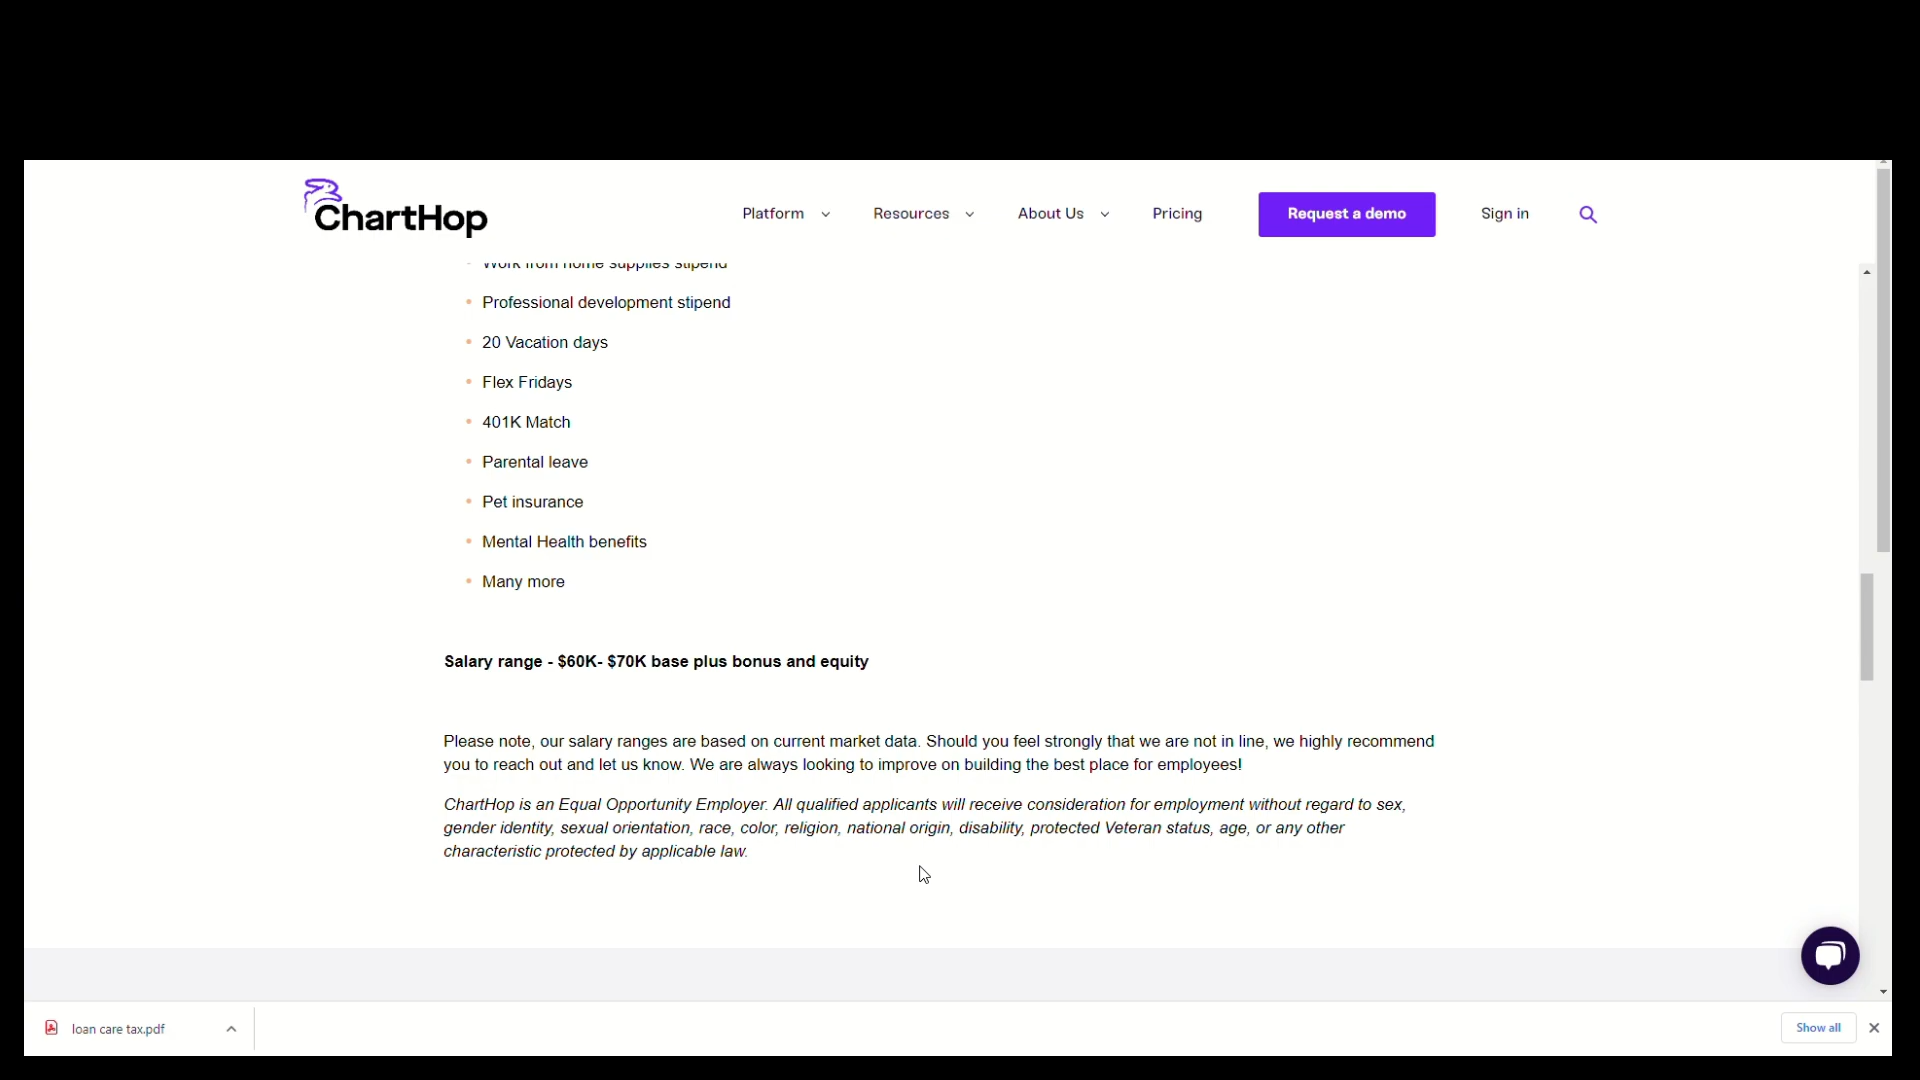 ChartHop
Platform
Resources
About Us
Pricing
Request a demo
Sign in
Work from home supplies stipend
Professional development stipend
20 Vacation days
Flex Fridays
401K Match
Parental leave
Pet insurance
Mental Health benefits
Many more
Salary range - $60K- $70K base plus bonus and equity
Please note, our salary ranges are based on current market data. Should you feel strongly that we are not in line, we highly recommend
you to reach out and let us know. We are always looking to improve on building the best place for employees!
ChartHop is an Equal Opportunity Employer. All qualified applicants will receive consideration for employment without regard to sex,
gender identity, sexual orientation, race, color, religion, national origin, disability, protected Veteran status, age, or any other
characteristic protected by applicable law.
loan care tax.pdf
Show all